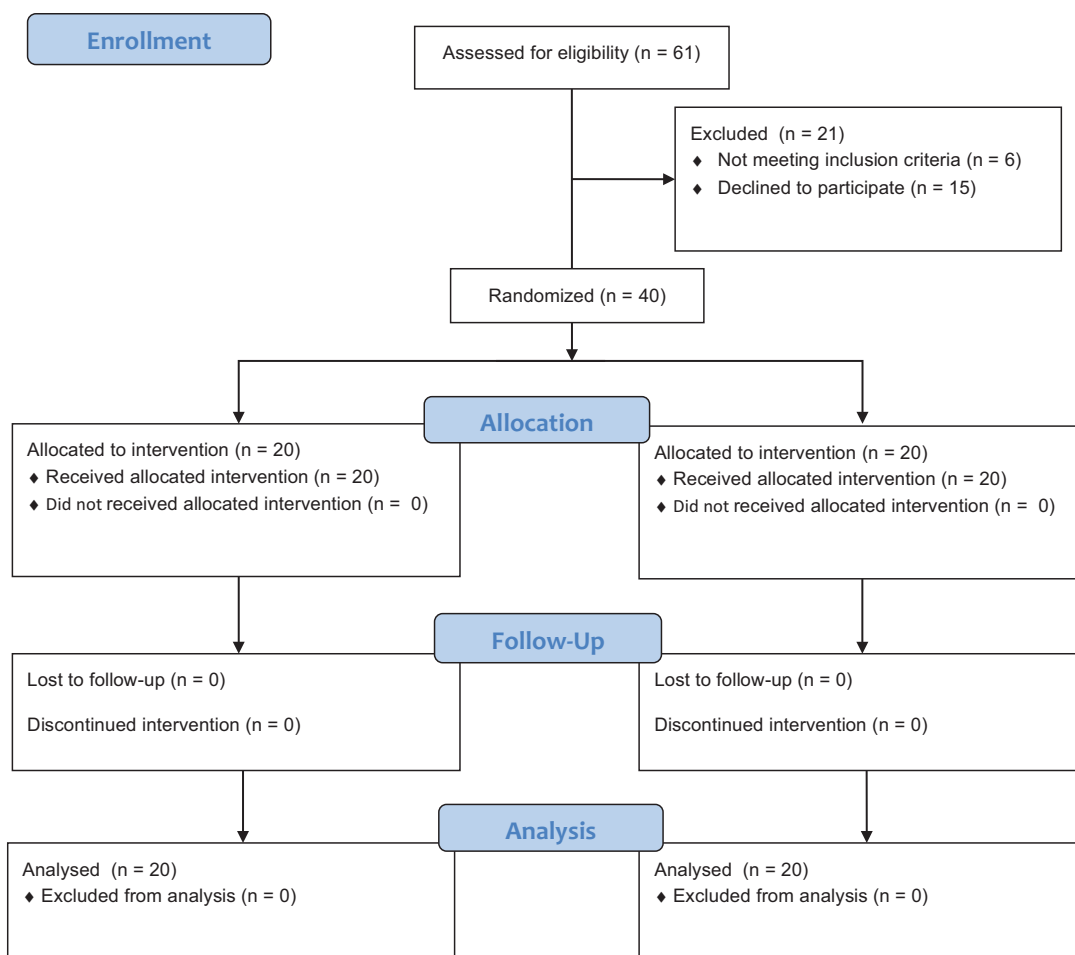 Enrollment
Assessed for eligibility (n = 61)
Excluded (n = 21)
♦ Not meeting inclusion criteria (n = 6)
♦ Declined to participate (n = 15)
Randomized (n = 40)
Allocation
Allocated to intervention (n = 20)
♦ Received allocated intervention (n = 20)
♦ Did not received allocated intervention (n = 0)
Allocated to intervention (n = 20)
♦ Received allocated intervention (n = 20)
♦ Did not received allocated intervention (n = 0)
Follow-Up
Lost to follow-up (n = 0)
Discontinued intervention (n = 0)
Lost to follow-up (n = 0)
Discontinued intervention (n = 0)
Analysis
Analysed (n = 20)
♦ Excluded from analysis (n = 0)
Analysed (n = 20)
♦ Excluded from analysis (n = 0)